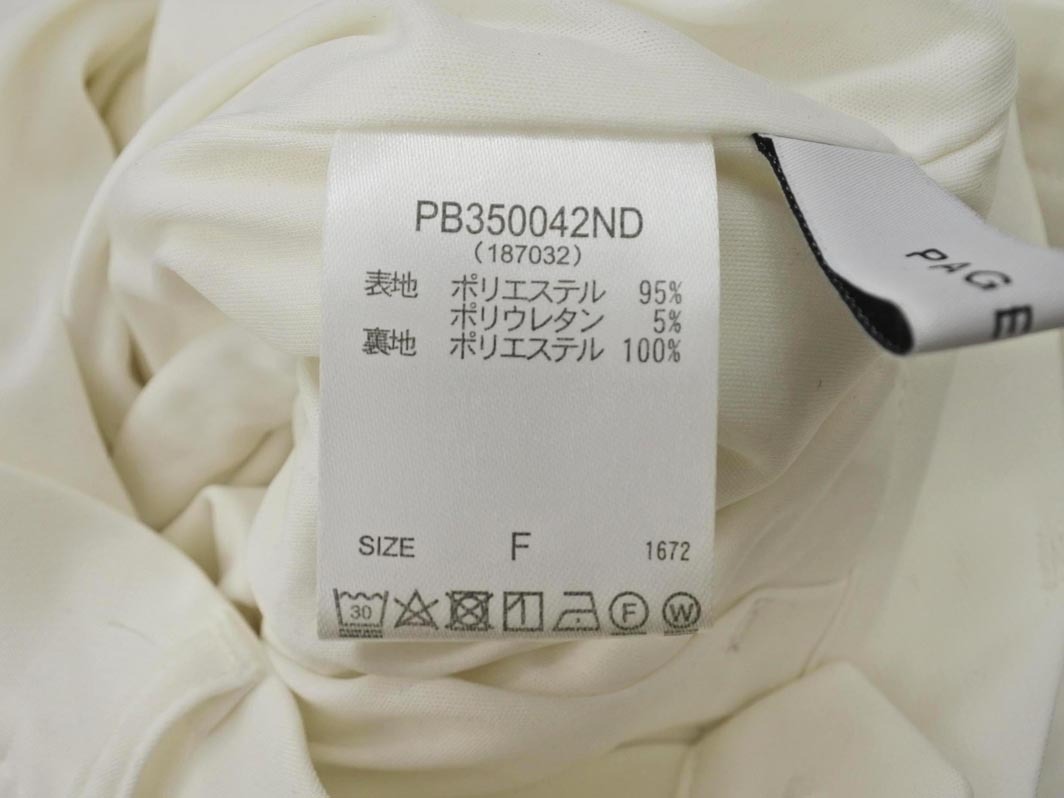 PB350042ND
(187032)
表地 ポリエステル 95%
ポリウレタン 5%
裏地 ポリエステル 100%
SIZE F 1672
30
F
W
PAGE